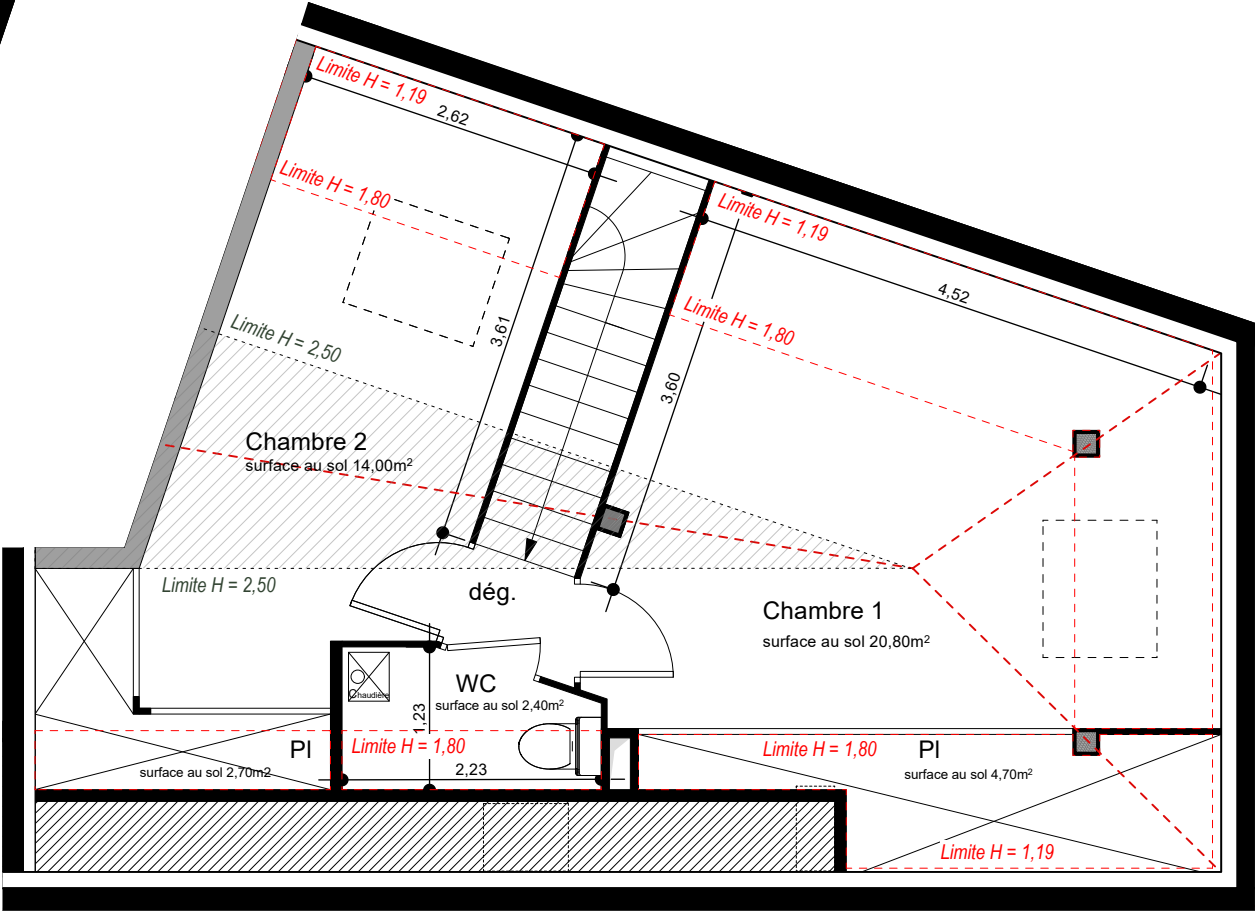 Limite H = 1,19
2,62
Limite H = 1,80
Limite H = 1,19
4,52
3,61
Limite H = 2,50
Limite H = 1,80
3,60
Chambre 2
surface au sol 14,00m²
Limite H = 2,50
dég.
Chambre 1
surface au sol 20,80m²
WC
surface au sol 2,40m²
Chaudière
1,23
Limite H = 1,80
2,23
Pl
surface au sol 2,70m2
Limite H = 1,80
Pl
surface au sol 4,70m²
Limite H = 1,19